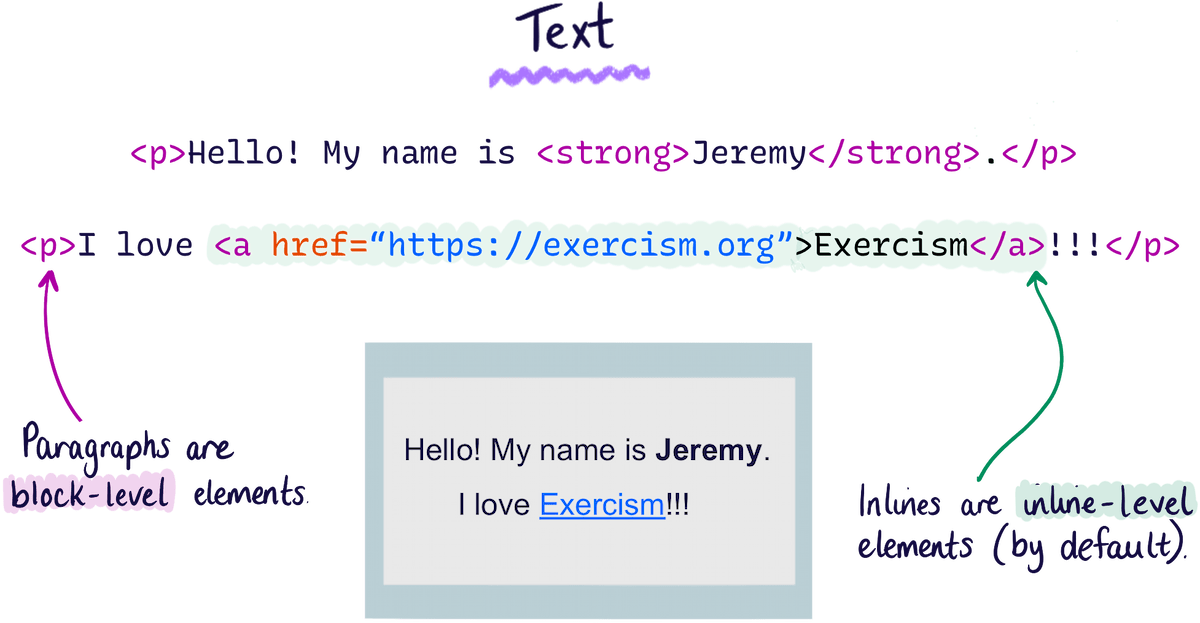 Text
<p>Hello! My name is <strong>Jeremy</strong>.</p>
<p>I love <a href=“https://exercism.org”>Exercism</a>!!!</p>
Paragraphs are
block-level elements.
Hello! My name is Jeremy.
I love Exercism!!!
Inlines are inline-level
elements (by default).